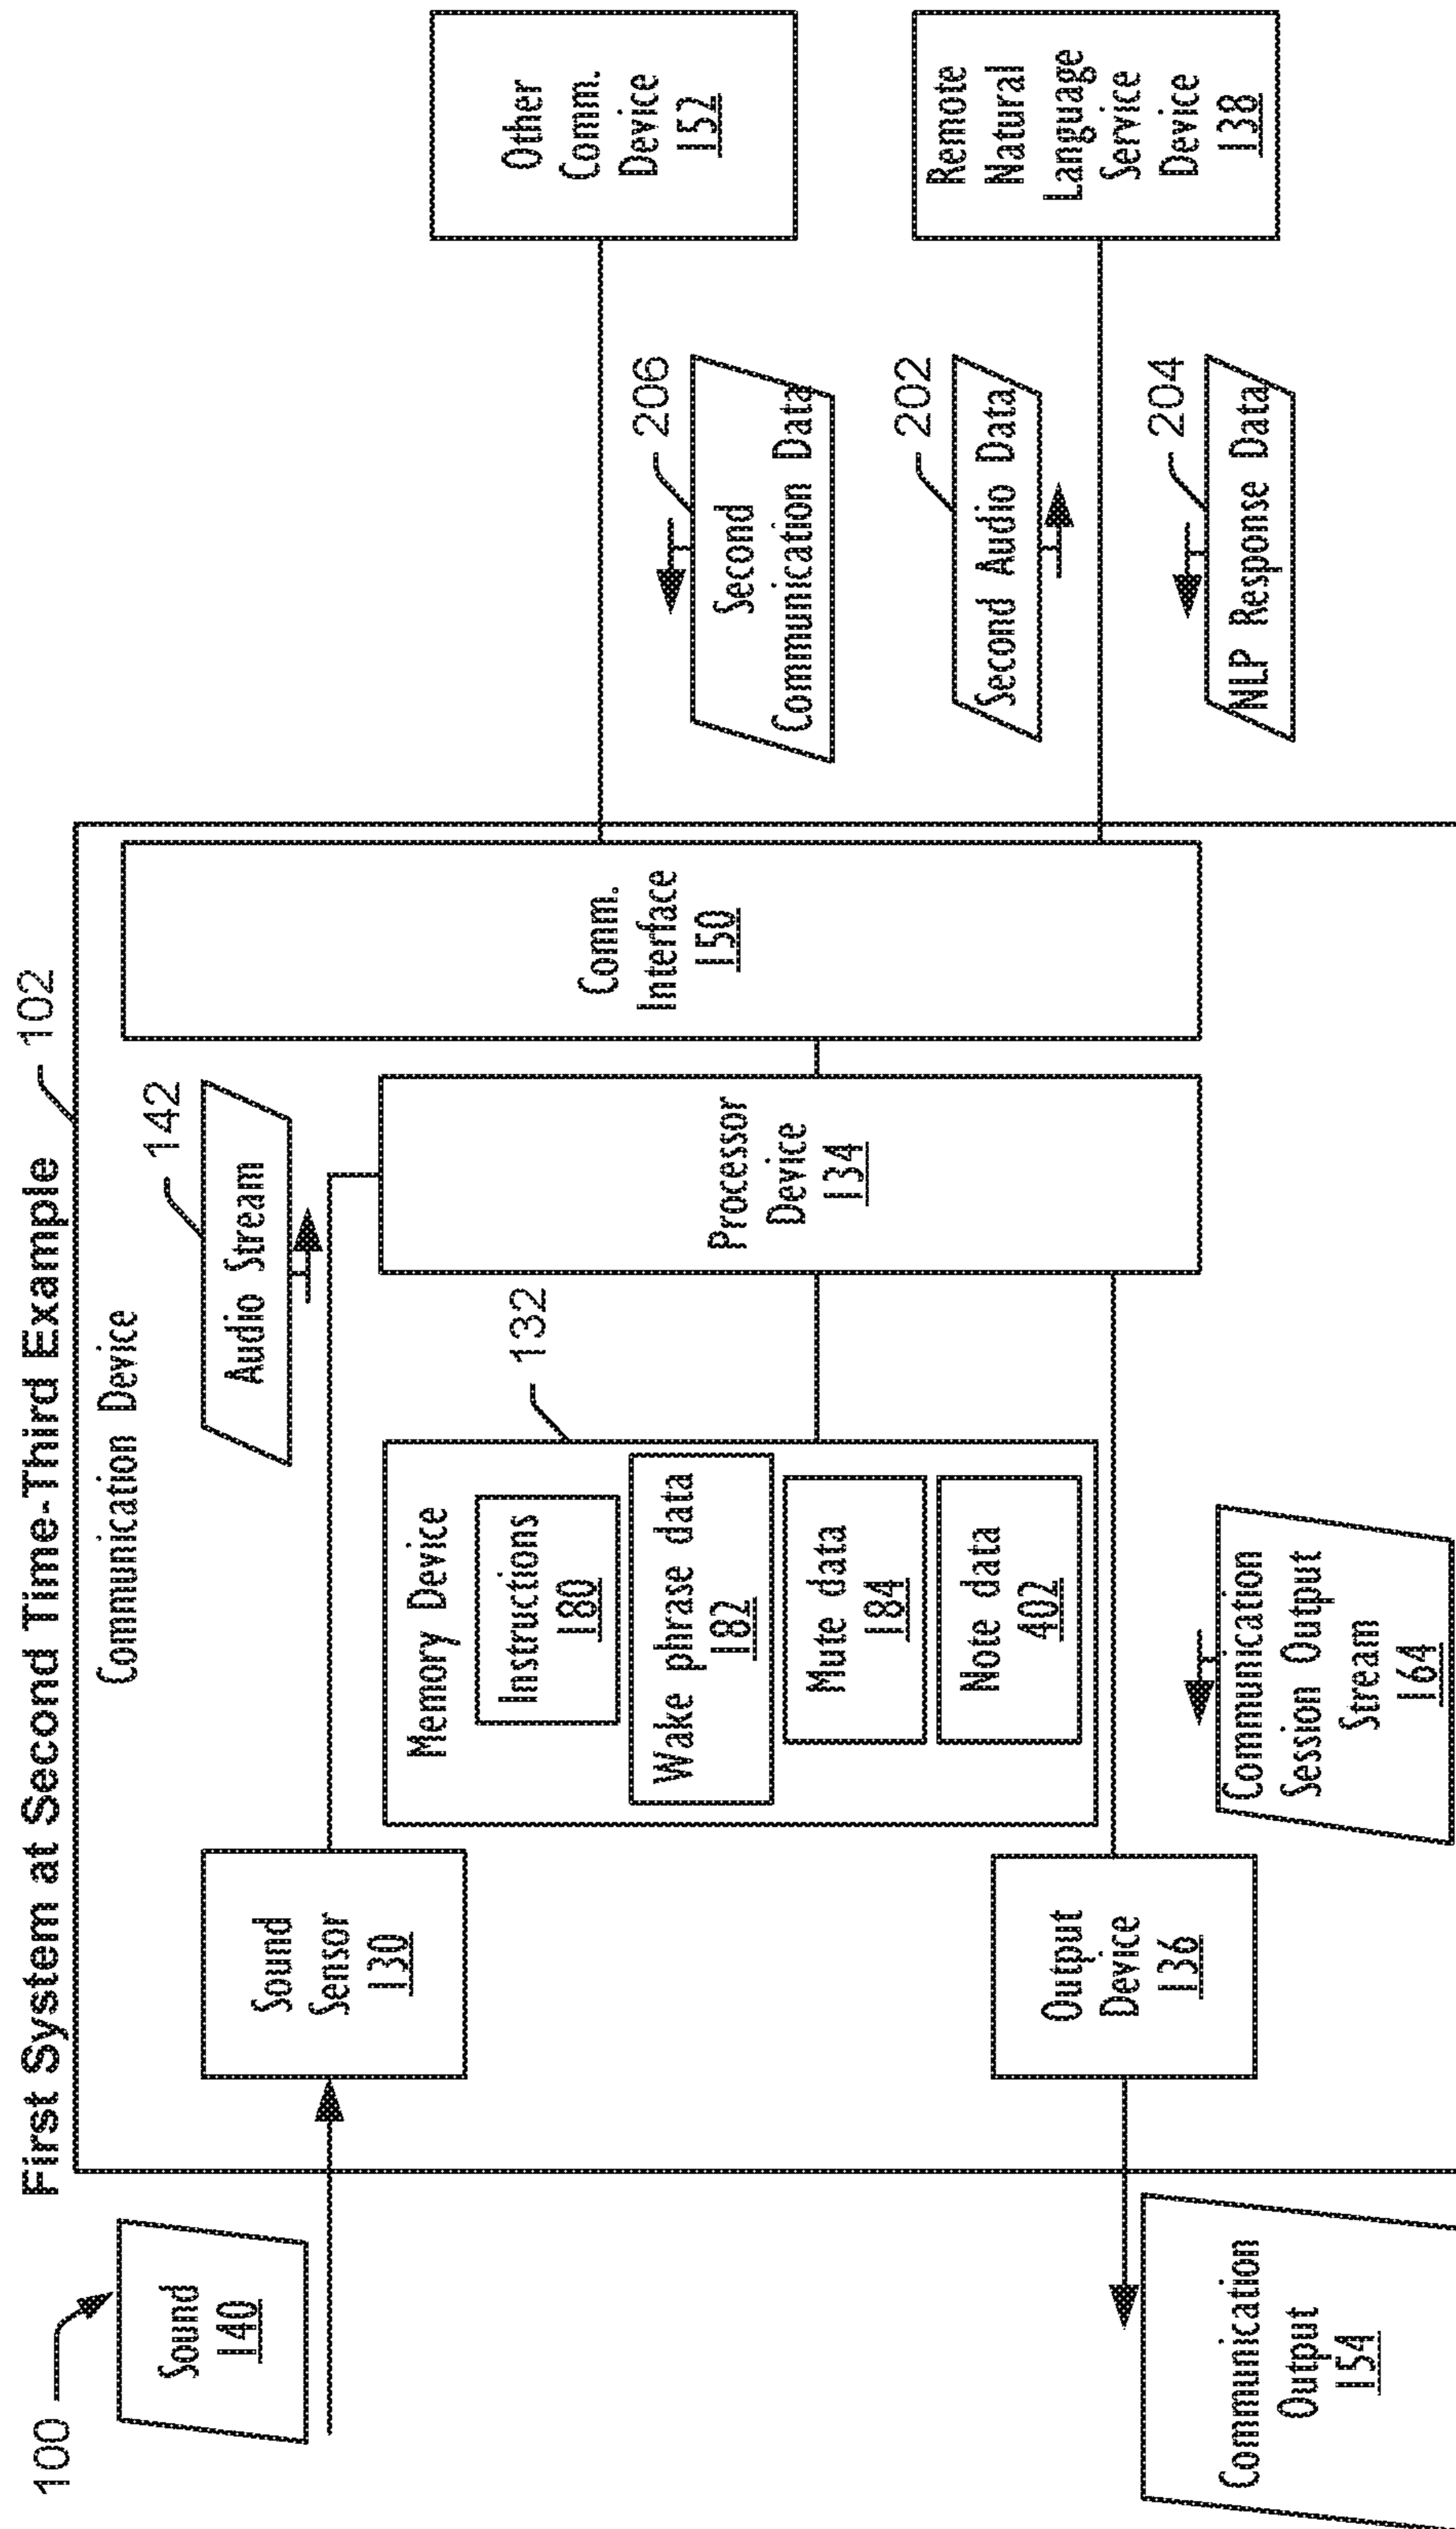 First System at Second Time-Third Example
100
102
Communication Device
Sound
140
Sound
Sensor
130
Audio Stream
142
Memory Device
132
Instructions
180
Wake phrase data
182
Mute data
184
Note data
402
Processor
Device
134
Comm.
Interface
150
Other
Comm.
Device
152
206
Second
Communication Data
202
Second Audio Data
Remote
Natural
Language
Service
Device
138
204
NLP Response Data
Output
Device
136
Communication
Session Output
Stream
164
Communication
Output
154